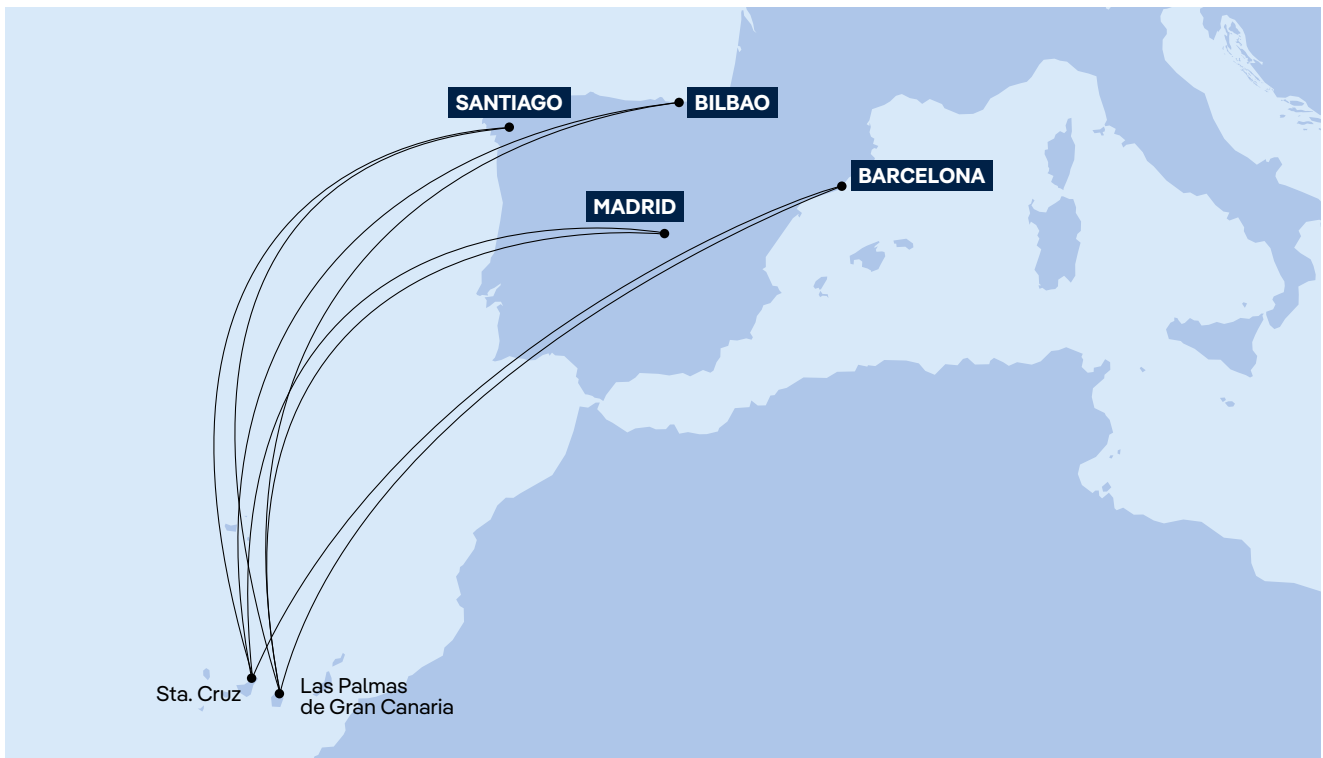 SANTIAGO
BILBAO
BARCELONA
MADRID
Sta. Cruz
Las Palmas
de Gran Canaria